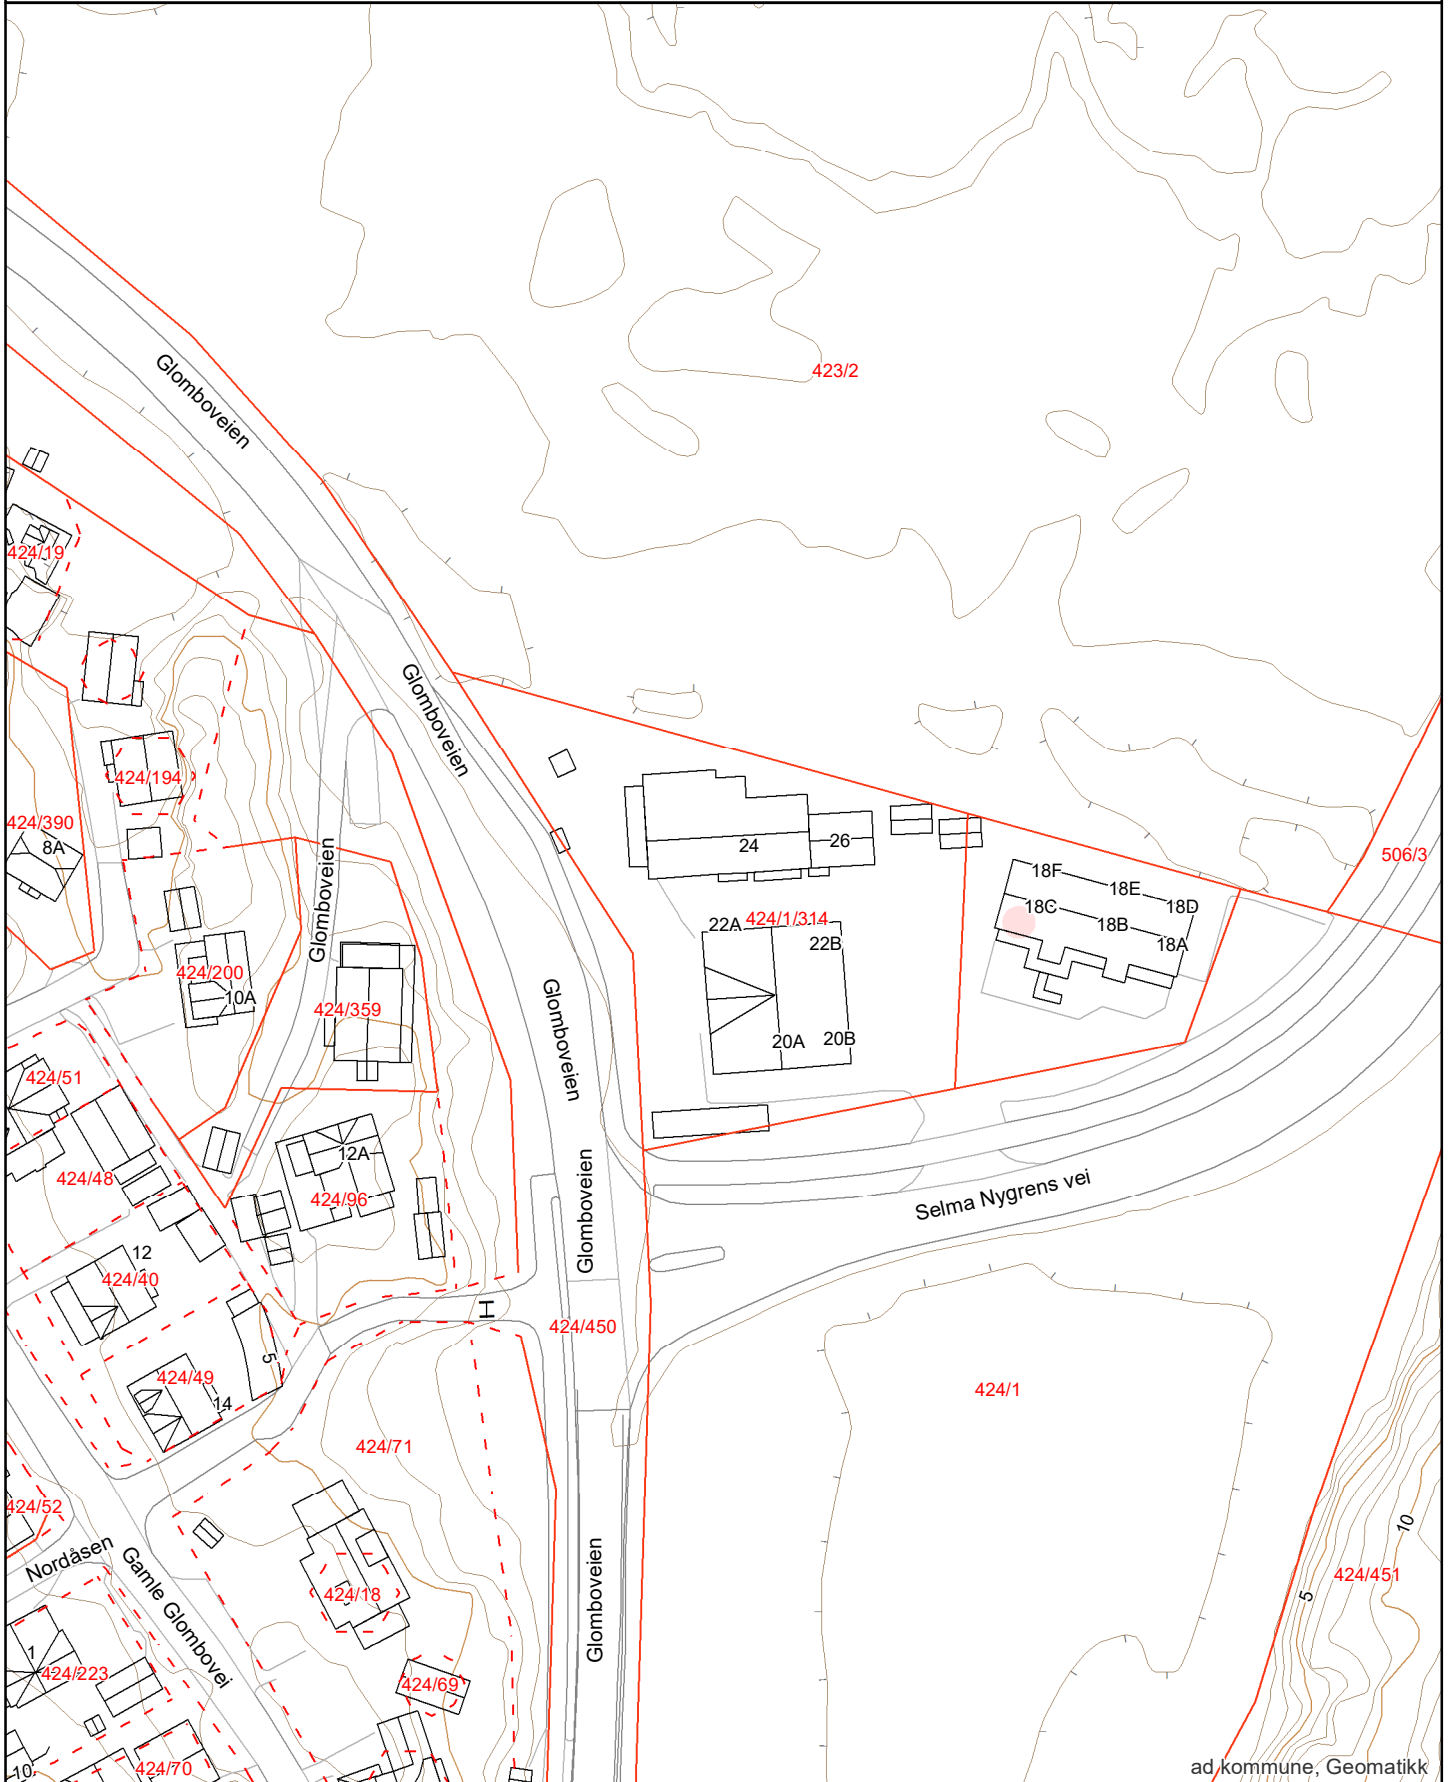 Glomboveien
423/2
424/19
Glomboveien
424/194
424/390
8A
24
26
506/3
18F
18E
18D
18C
18B
18A
Glomboveien
22A
424/1/314
22B
424/200
10A
424/359
Glomboveien
20A
20B
424/51
424/48
12A
424/96
Glomboveien
Selma Nygrens vei
12
424/40
H
424/450
5
424/49
14
424/1
424/71
424/52
10
Nordåsen
Gamle Glombovei
424/18
Glomboveien
424/451
5
1
424/223
424/69
10
424/70
ad kommune, Geomatikk